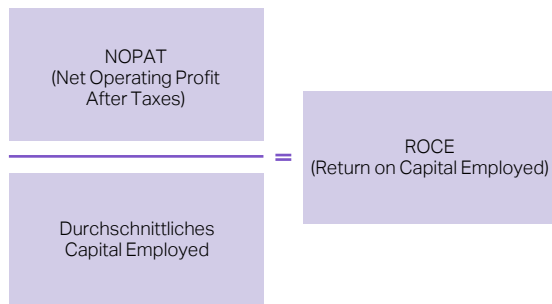 NOPAT
(Net Operating Profit
After Taxes)
=
ROCE
(Return on Capital Employed)
Durchschnittliches
Capital Employed